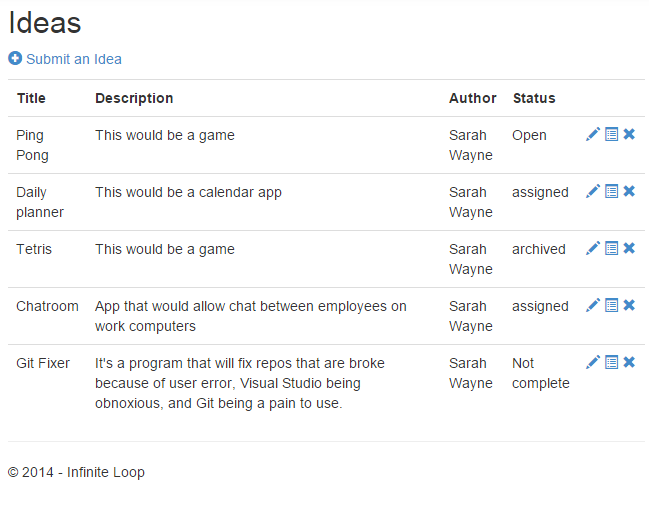 Ideas
Submit an Idea
Title Description Author Status
Ping This would be a game Sarah Open
Pong Wayne
Daily This would be a calendar app Sarah assigned
planner Wayne
Tetris This would be a game Sarah archived
Wayne
Chatroom App that would allow chat between employees on Sarah assigned
work computers Wayne
Git Fixer It's a program that will fix repos that are broke Sarah Not
because of user error, Visual Studio being Wayne complete
obnoxious, and Git being a pain to use.
© 2014 - Infinite Loop